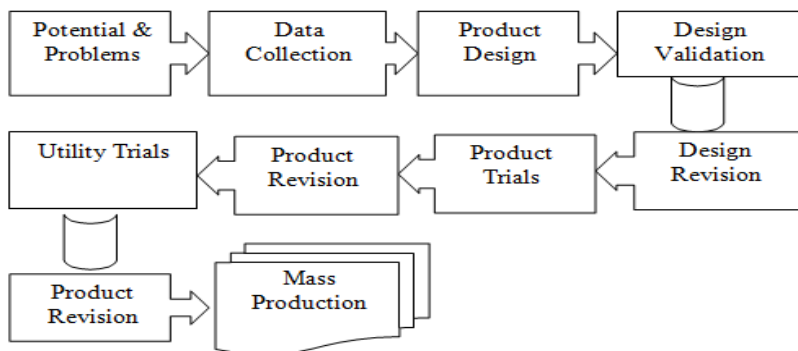 Potential &
Problems
Data
Collection
Product
Design
Design
Validation
Utility Trials
Product
Revision
Product
Trials
Design
Revision
Product
Revision
Mass
Production